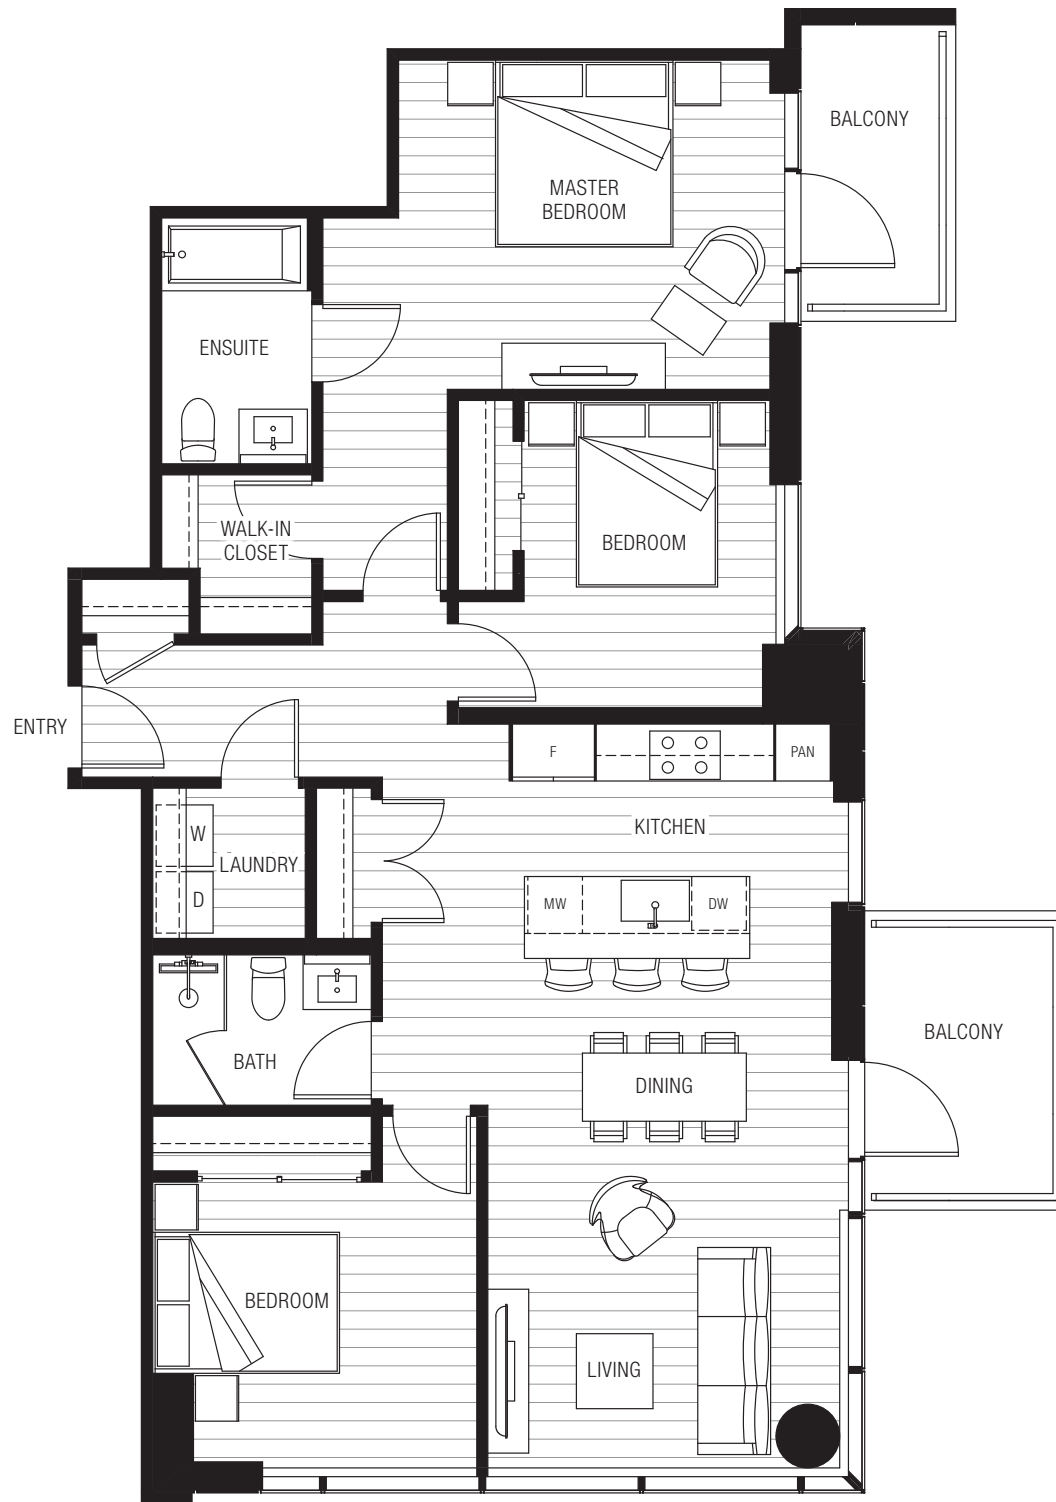 BALCONY
MASTER
BEDROOM
ENSUITE
WALK-IN
CLOSET
BEDROOM
ENTRY
F
PAN
KITCHEN
W
LAUNDRY
D
MW
DW
BALCONY
BATH
DINING
BEDROOM
LIVING